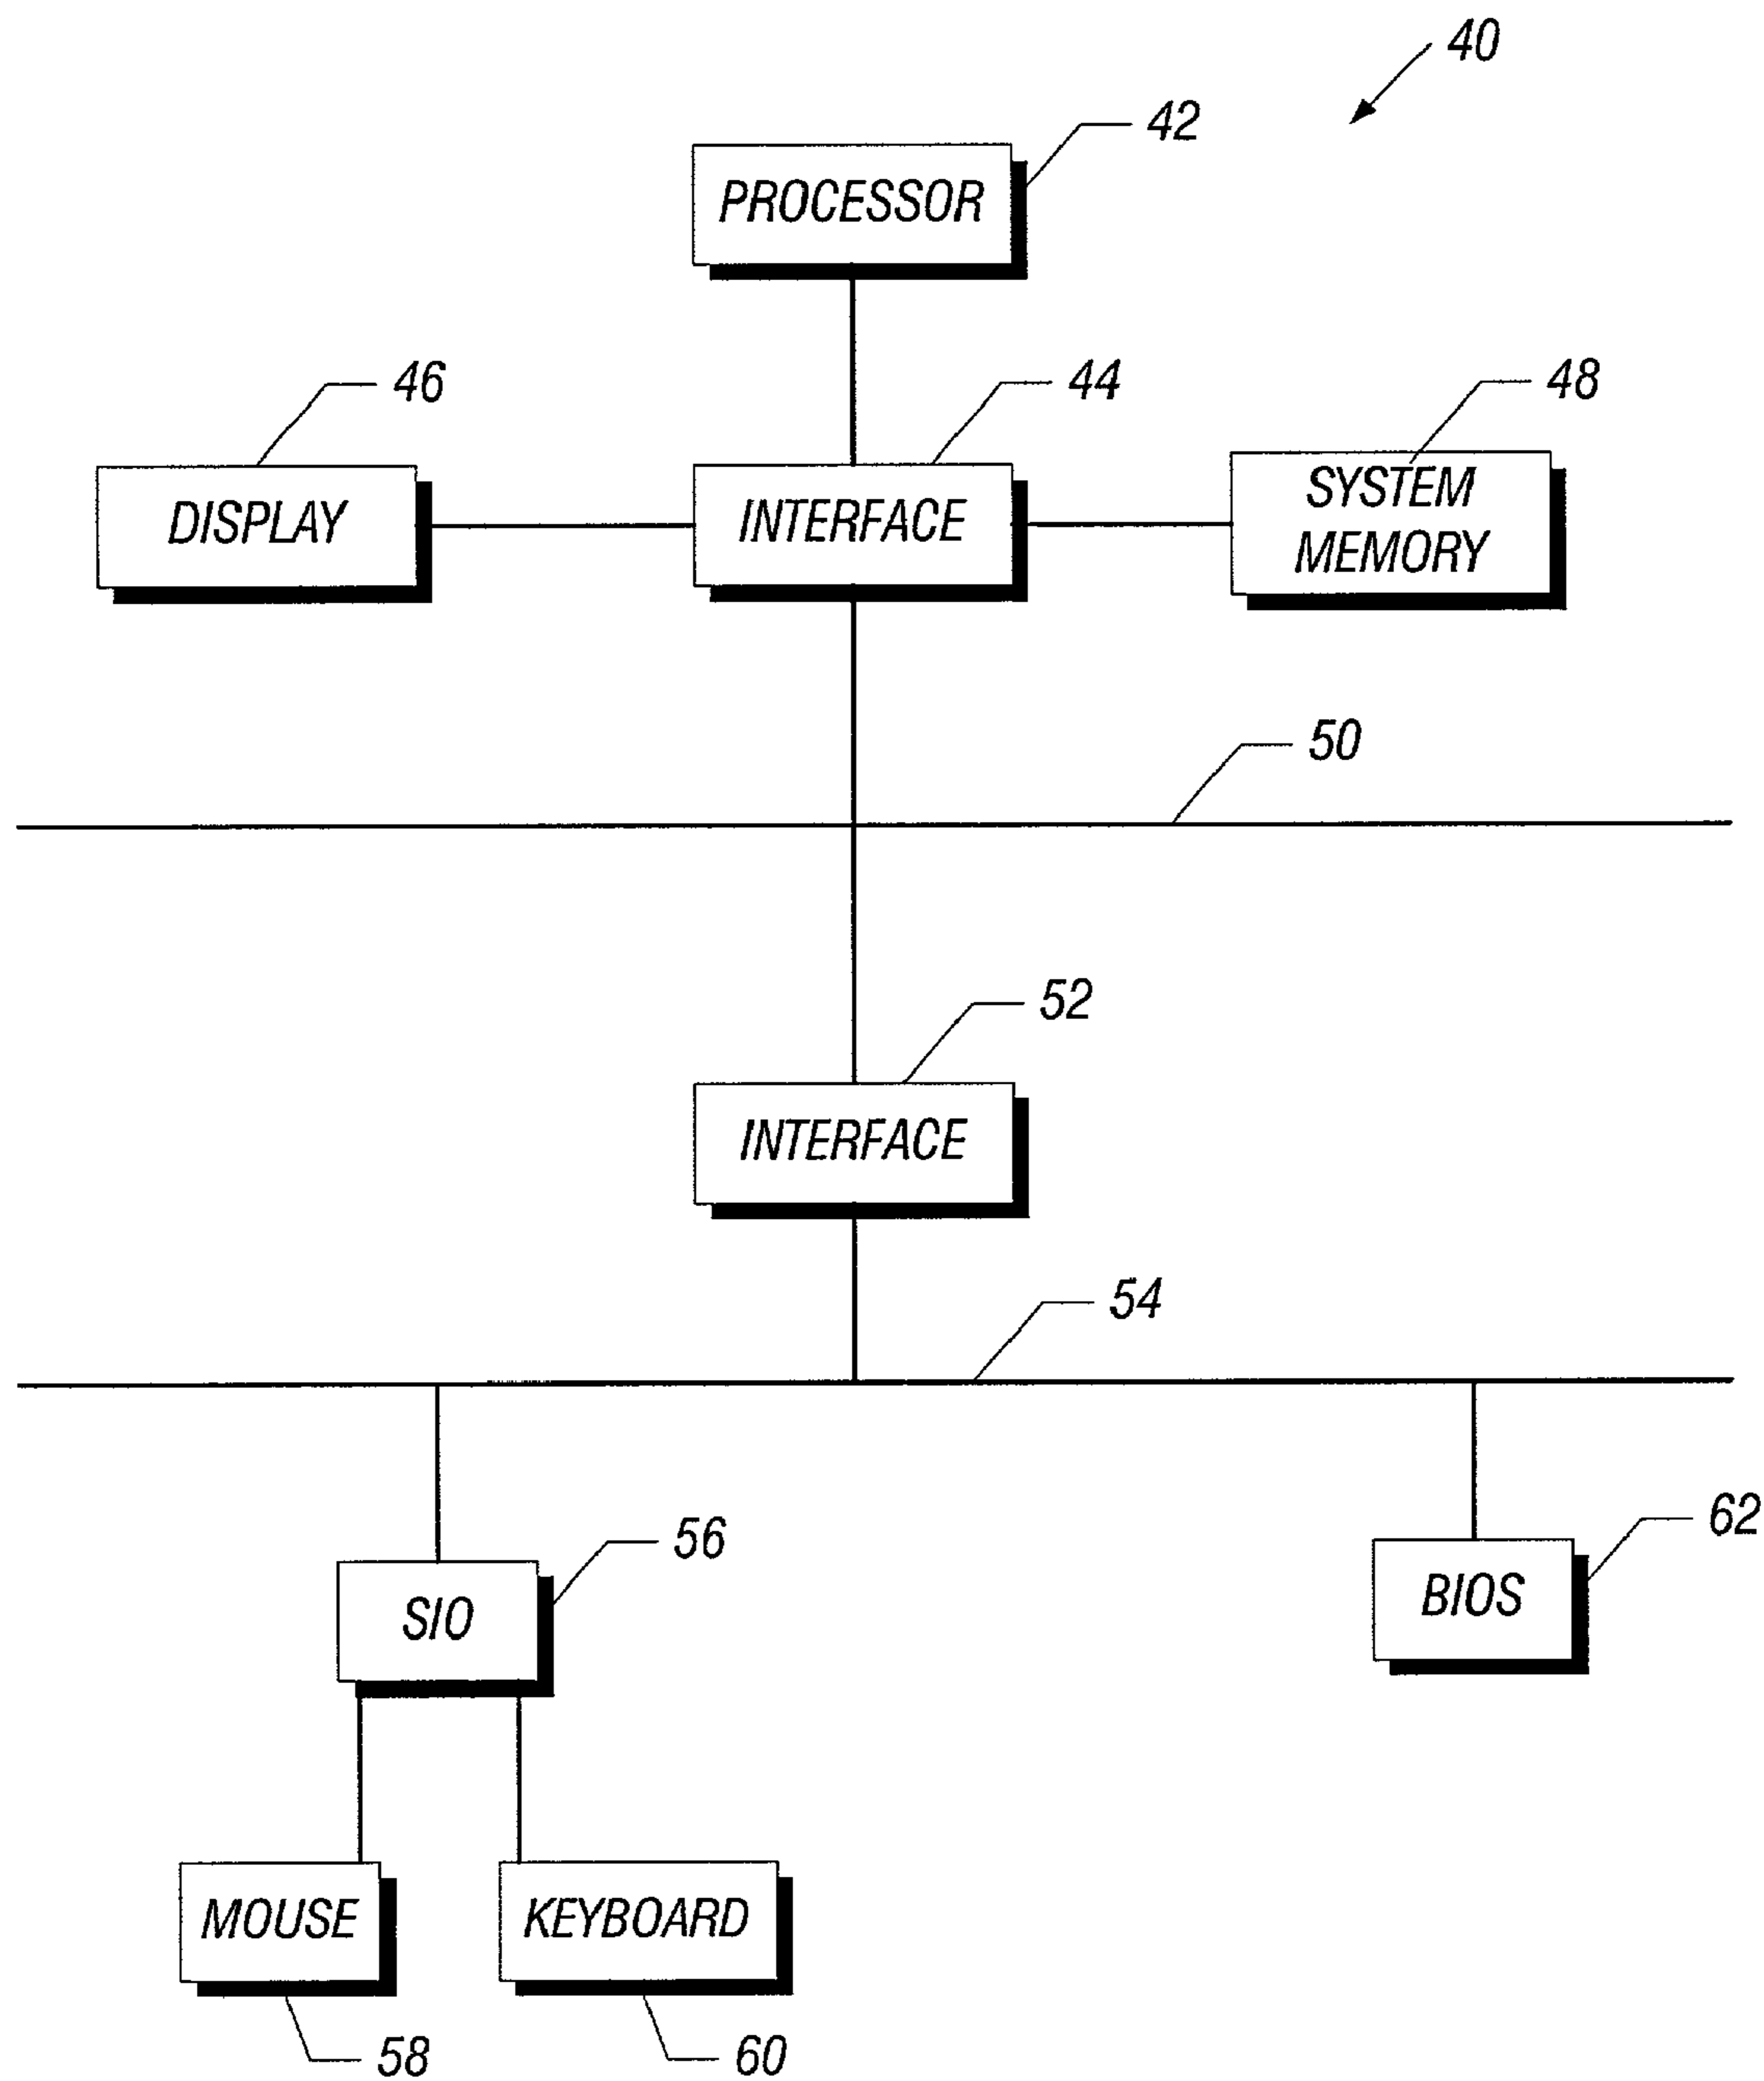 40
42
PROCESSOR
46
44
48
DISPLAY
INTERFACE
SYSTEM
MEMORY
50
52
INTERFACE
54
56
62
SIO
BIOS
MOUSE
KEYBOARD
58
60